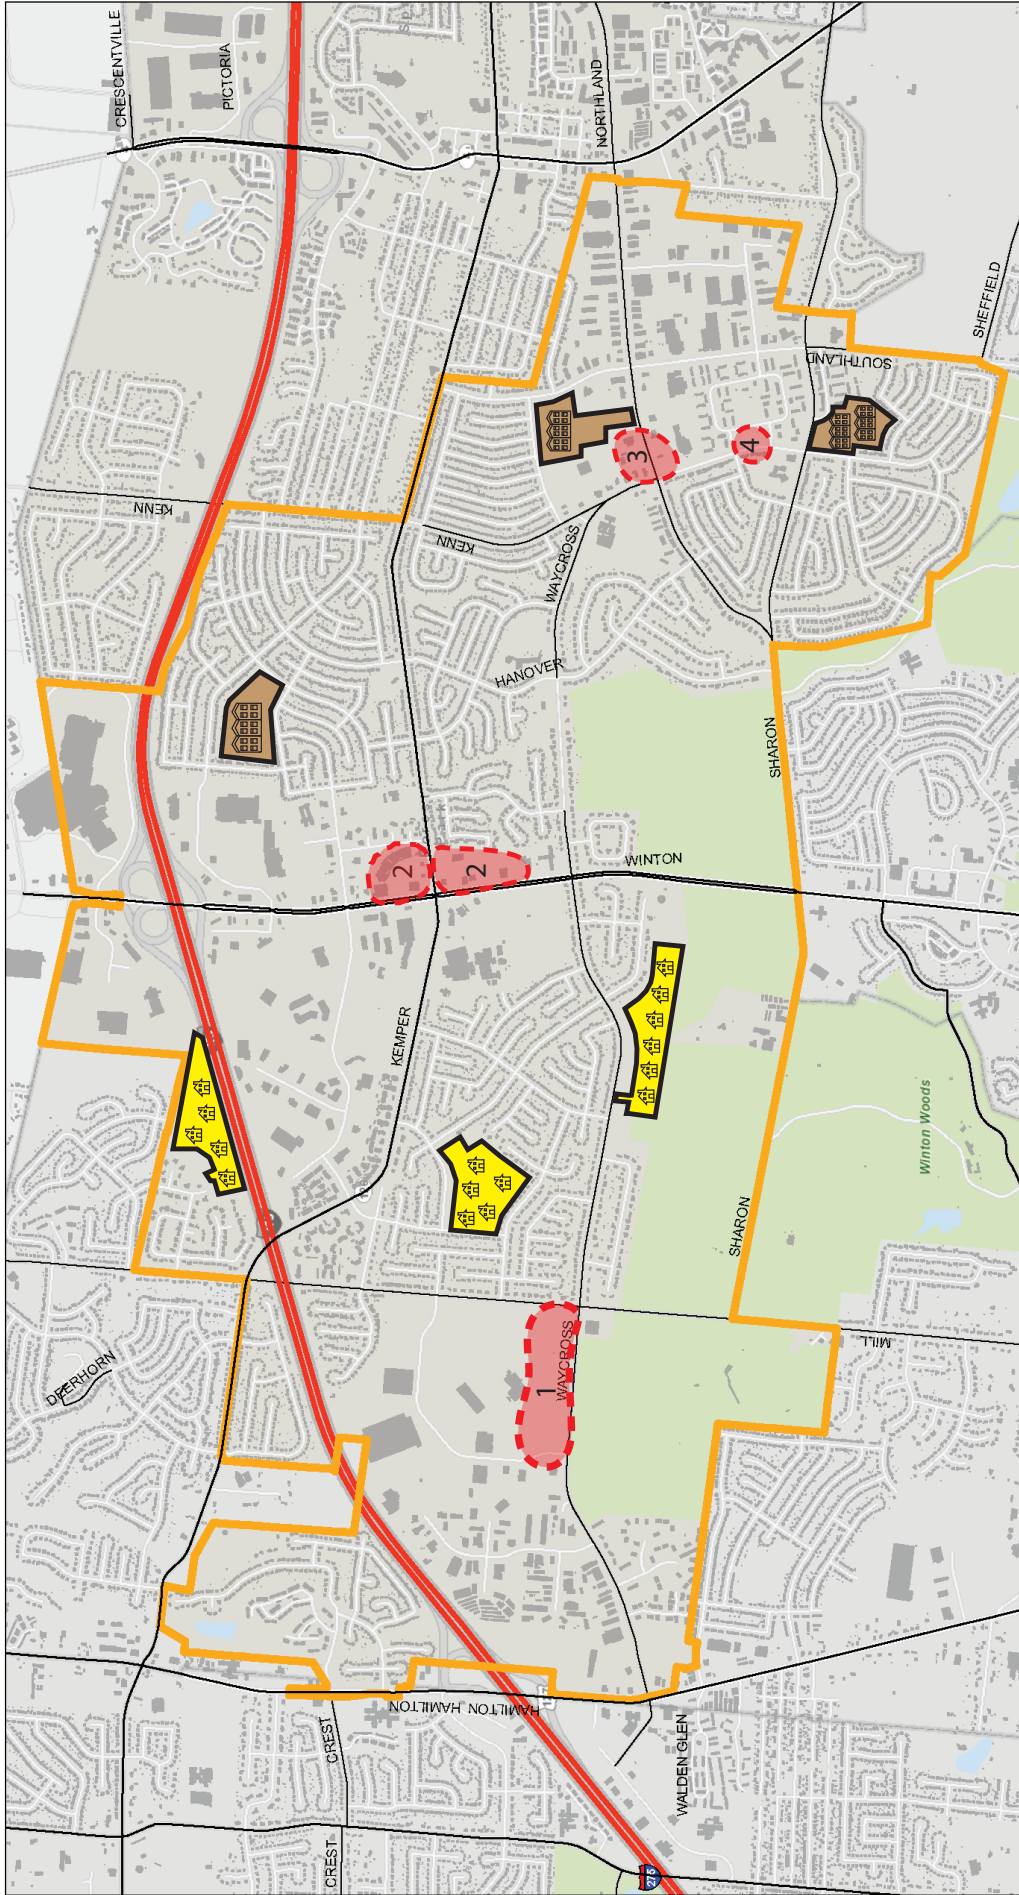 CRESCENTVILLE
PICTORIA
NORTHLAND
SHEFFIELD
SOUTHLAND
KENN
KENN
WAYCROSS
HANOVER
SHARON
WINTON
KEMPER
Winton Woods
SHARON
MILL
WAYCROSS
DEERHORN
HAMILTON
HAMILTON
CREST
CREST
WALDEN GLEN
1
2
2
3
4
275